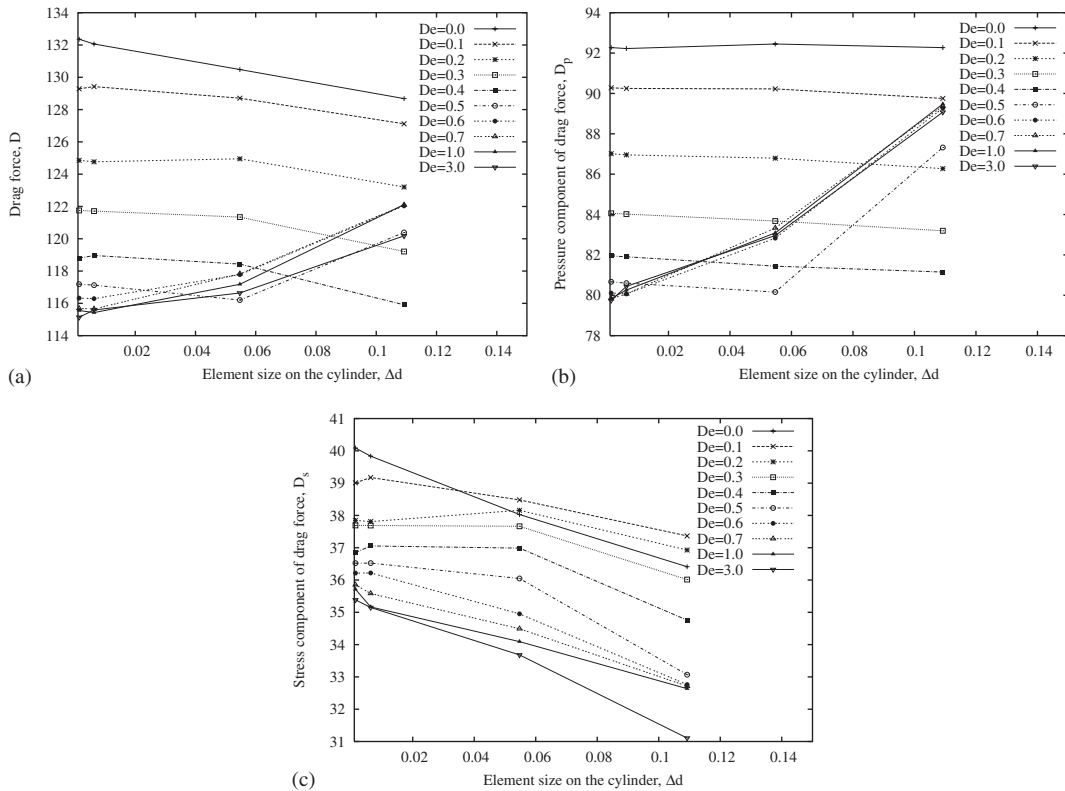 134
132
130
128
126
124
122
120
118
116
114
Drag force, D
0.02
0.04
0.06
0.08
0.1
0.12
0.14
Element size on the cylinder, Δd
De=0.0
De=0.1
De=0.2
De=0.3
De=0.4
De=0.5
De=0.6
De=0.7
De=1.0
De=3.0
(a)
94
92
90
88
86
84
82
80
78
Pressure component of drag force, Dp
0.02
0.04
0.06
0.08
0.1
0.12
0.14
Element size on the cylinder, Δd
De=0.0
De=0.1
De=0.2
De=0.3
De=0.4
De=0.5
De=0.6
De=0.7
De=1.0
De=3.0
(b)
41
40
39
38
37
36
35
34
33
32
31
Stress component of drag force, Ds
0.02
0.04
0.06
0.08
0.1
0.12
0.14
Element size on the cylinder, Δd
De=0.0
De=0.1
De=0.2
De=0.3
De=0.4
De=0.5
De=0.6
De=0.7
De=1.0
De=3.0
(c)